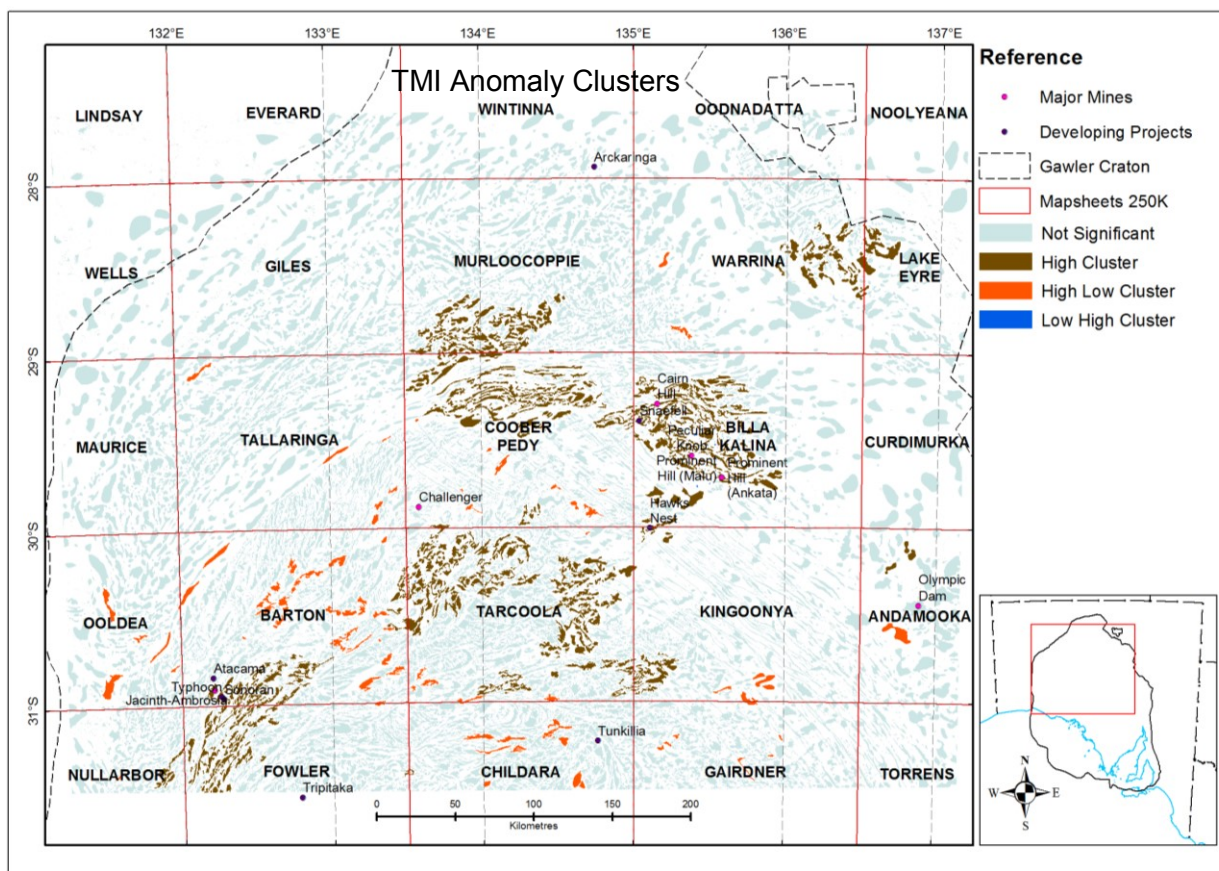 132°E 133°E 134°E 135°E 136°E 137°E
TMI Anomaly Clusters
LINDSAY
EVERARD
WINTINNA
OODNADATTA
NOOLYEANA
Arckaringa
28°S
WELLS
GILES
MURLOOCOPPIE
WARRINA
LAKE
EYRE
29°S
Cairn
Hill
Snaefell
MAURICE
TALLARINGA
COOBER
PEDY
Peculiar
Knob
BILLA
KALINA
CURDIMURKA
Prominent
Hill (Malu)
Prominent
Hill
(Ankata)
Challenger
Hawks
Nest
30°S
Olympic
Dam
OOLDEA
BARTON
TARCOOLA
KINGOONYA
ANDAMOOKA
Atacama
Typhoon
Sonoran
Jacinth-Ambrosia
31°S
Tunkillia
NULLARBOR
FOWLER
CHILDARA
GAIRDNER
TORRENS
Tripitaka
0 50 100 150 200
Kilometres
Reference
Major Mines
Developing Projects
Gawler Craton
Mapsheets 250K
Not Significant
High Cluster
High Low Cluster
Low High Cluster
N
W E
S